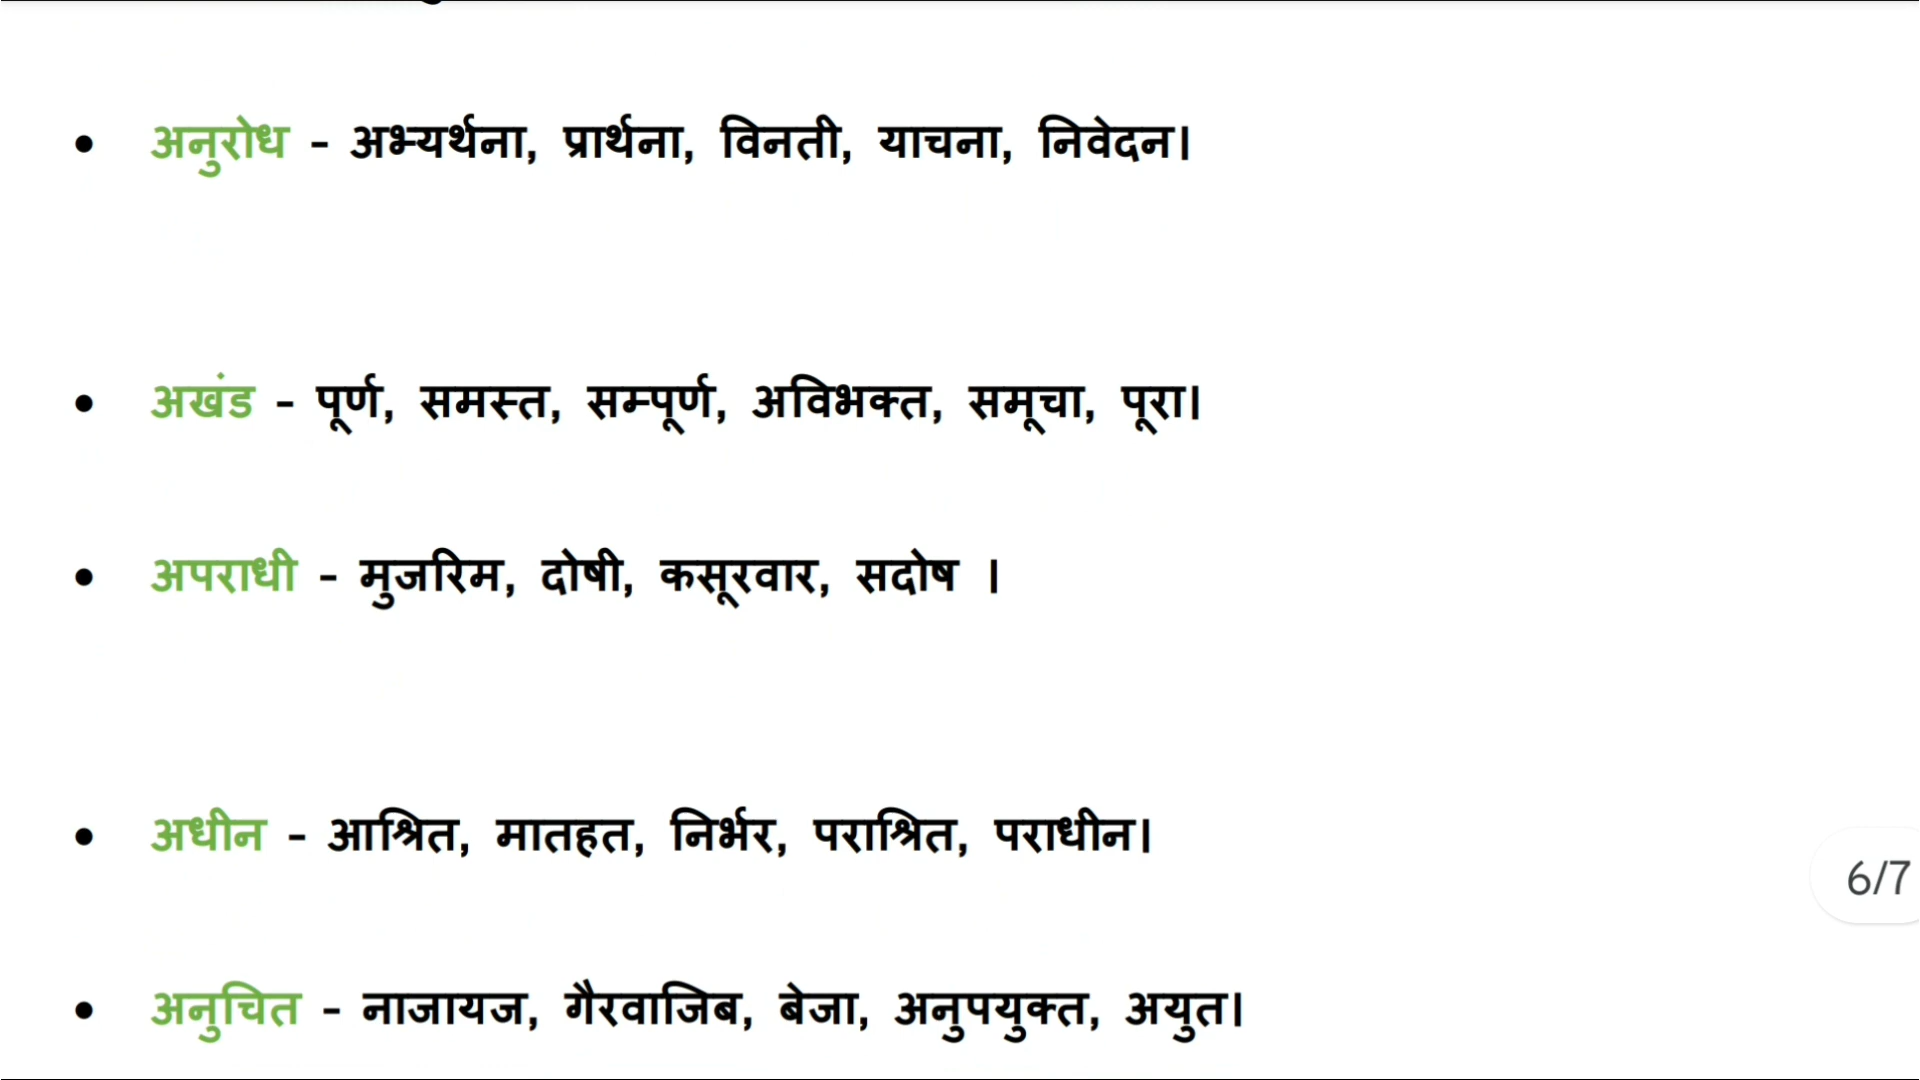 • अनुरोध – अभ्यर्थना, प्रार्थना, विनती, याचना, निवेदन।
• अखंड – पूर्ण, समस्त, सम्पूर्ण, अविभक्त, समूचा, पूरा।
• अपराधी – मुजरिम, दोषी, कसूरवार, सदोष ।
• अधीन – आश्रित, मातहत, निर्भर, पराश्रित, पराधीन।
6/7
• अनुचित – नाजायज, गैरवाजिब, बेजा, अनुपयुक्त, अयुत।